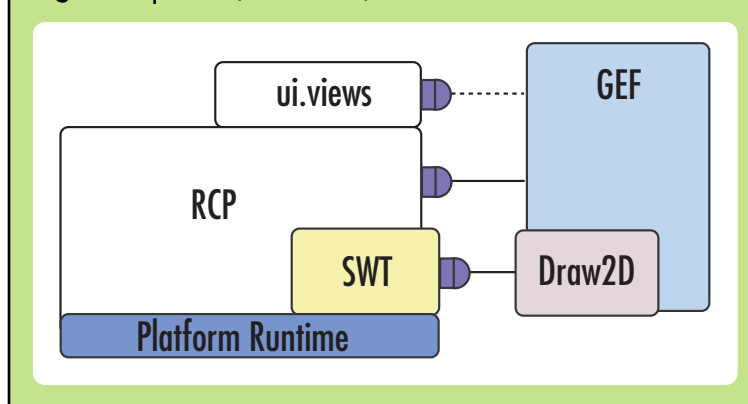 ui.views
GEF
RCP
SWT
Draw2D
Platform Runtime